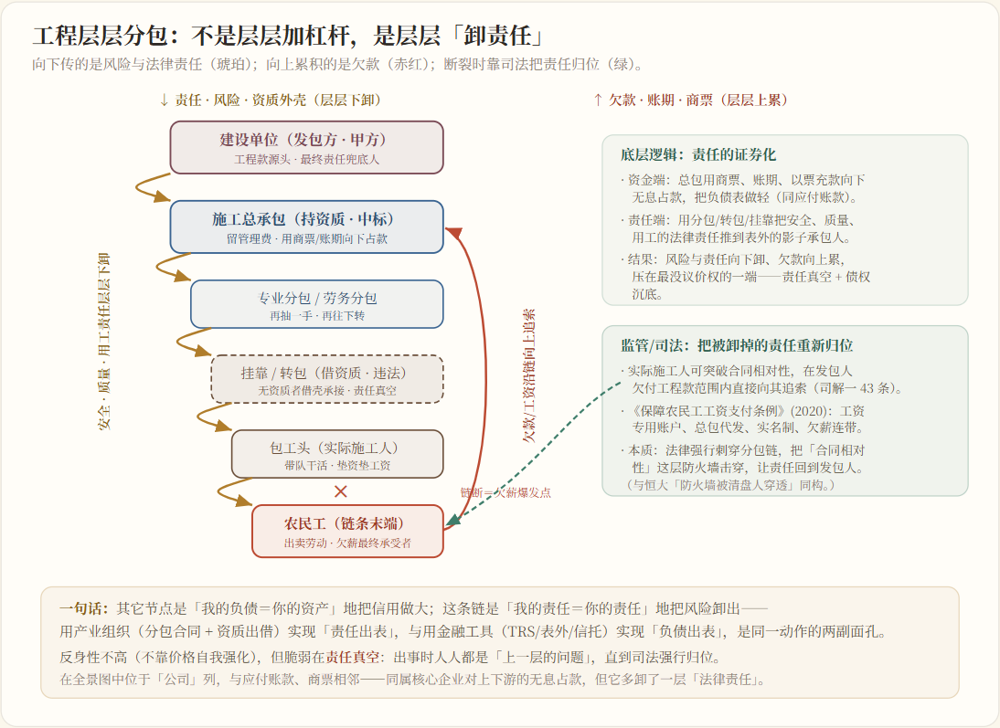 工程层层分包：不是层层加杠杆，是层层「卸责任」
向下传的是风险与法律责任（琥珀）；向上累积的是欠款（赤红）；断裂时靠司法把责任归位（绿）。
↓ 责任 · 风险 · 资质外壳（层层下卸）
↑ 欠款 · 账期 · 商票（层层上累）
建设单位（发包方 · 甲方）
工程款源头 · 最终责任兜底人
施工总承包（持资质 · 中标）
留管理费 · 用商票/账期向下占款
专业分包 / 劳务分包
再抽一手 · 再往下转
挂靠 / 转包（借资质 · 违法）
无资质者借壳承接 · 责任真空
包工头（实际施工人）
带队干活 · 垫资垫工资
×
链断＝欠薪爆发点
农民工（链条末端）
出卖劳动 · 欠薪最终承受者
安全 · 质量 · 用工责任层层下卸
欠款/工资沿链向上追索
底层逻辑：责任的证券化
· 资金端：总包用商票、账期、以票充款向下
无息占款，把负债表做轻（同应付账款）。
· 责任端：用分包/转包/挂靠把安全、质量、
用工的法律责任推到表外的影子承包人。
· 结果：风险与责任向下卸、欠款向上累，
压在最没议价权的一端——责任真空 + 债权
沉底。
监管/司法：把被卸掉的责任重新归位
· 实际施工人可突破合同相对性，在发包人
欠付工程款范围内直接向其追索（司解一 43 条）。
· 《保障农民工工资支付条例》(2020)：工资
专用账户、总包代发、实名制、欠薪连带。
· 本质：法律强行刺穿分包链，把「合同相对
性」这层防火墙击穿，让责任回到发包人。
（与恒大「防火墙被清盘人穿透」同构。）
一句话：其它节点是「我的负债＝你的资产」地把信用做大；这条链是「我的责任＝你的责任」地把风险卸出——
用产业组织（分包合同 + 资质出借）实现「责任出表」，与用金融工具（TRS/表外/信托）实现「负债出表」，是同一动作的两副面孔。
反身性不高（不靠价格自我强化），但脆弱在责任真空：出事时人人都是「上一层的问题」，直到司法强行归位。
在全景图中位于「公司」列，与应付账款、商票相邻——同属核心企业对上下游的无息占款，但它多卸了一层「法律责任」。